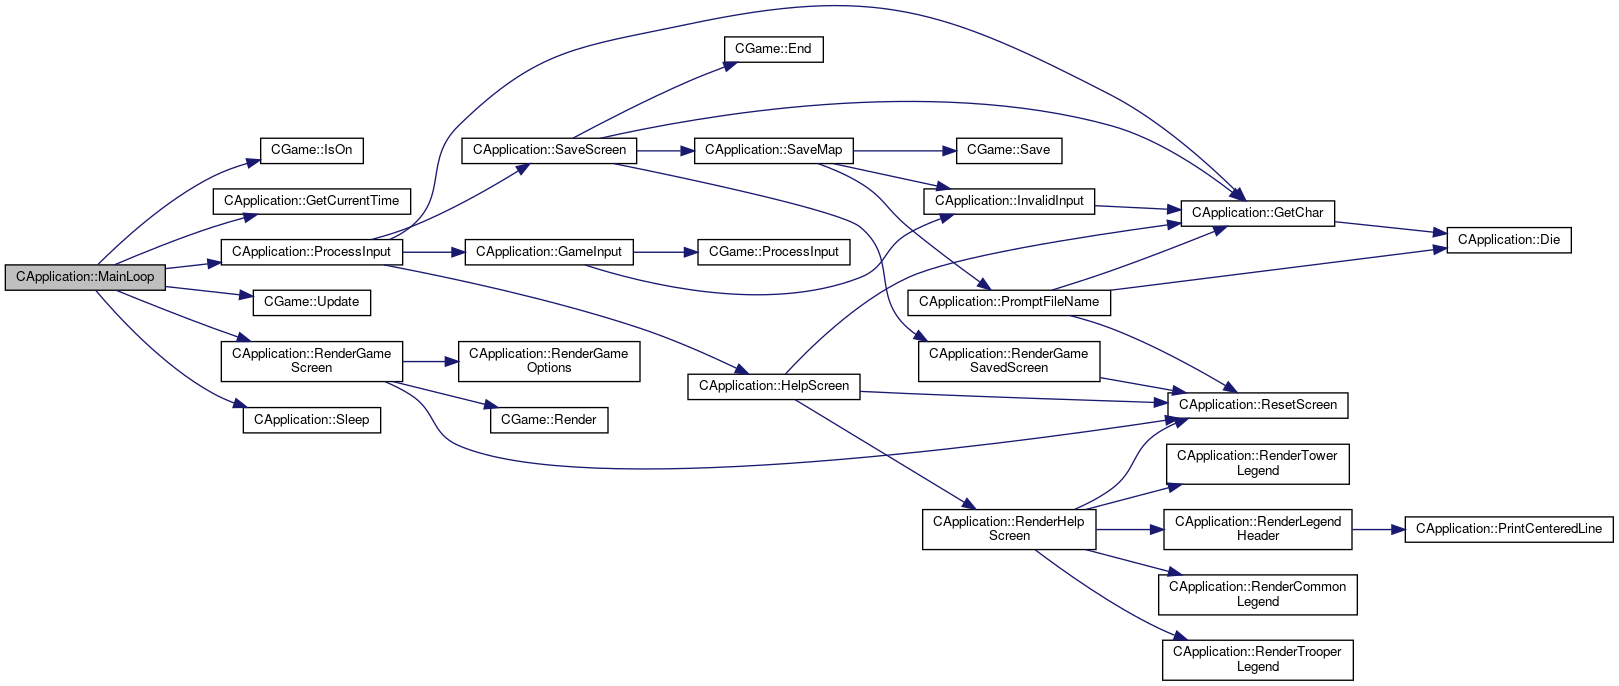 CApplication::MainLoop
CGame::IsOn
CApplication::GetCurrentTime
CApplication::ProcessInput
CGame::Update
CApplication::RenderGame
Screen
CApplication::Sleep
CApplication::SaveScreen
CApplication::GameInput
CApplication::RenderGame
Options
CGame::Render
CGame::End
CApplication::SaveMap
CGame::ProcessInput
CApplication::HelpScreen
CGame::Save
CApplication::InvalidInput
CApplication::PromptFileName
CApplication::RenderGame
SavedScreen
CApplication::RenderHelp
Screen
CApplication::GetChar
CApplication::ResetScreen
CApplication::RenderTower
Legend
CApplication::RenderLegend
Header
CApplication::RenderCommon
Legend
CApplication::RenderTrooper
Legend
CApplication::Die
CApplication::PrintCenteredLine